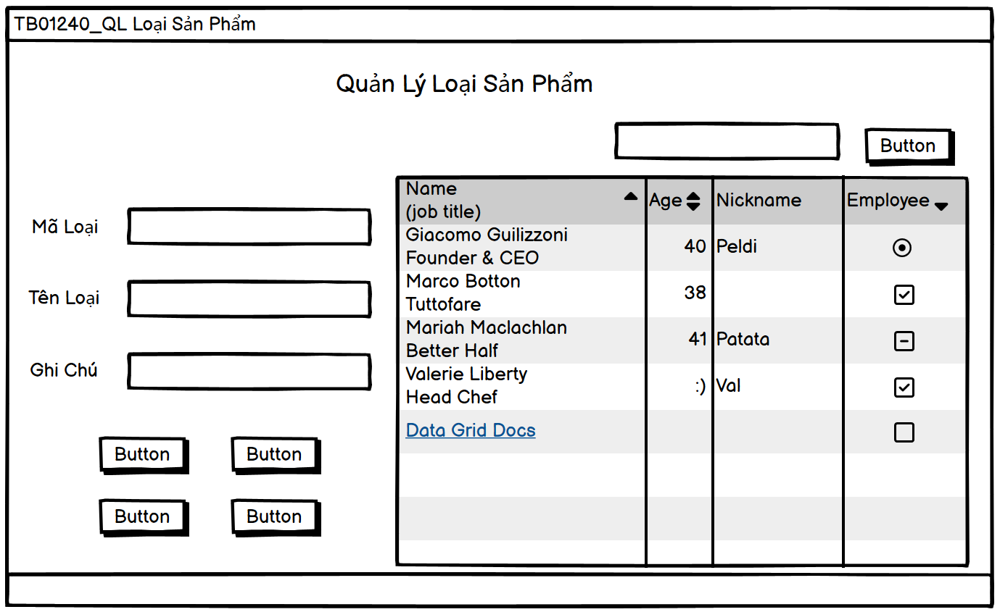 TB01240_QL Loại Sản Phẩm
Quản Lý Loại Sản Phẩm
Button
Mã Loại
Tên Loại
Ghi Chú
Button Button
Button Button
Name
(job title) Age Nickname Employee
Giacomo Guilizzoni
Founder & CEO 40 Peldi
Marco Botton
Tuttofare 38
Mariah Maclachlan
Better Half 41 Patata
Valerie Liberty
Head Chef :) Val
Data Grid Docs